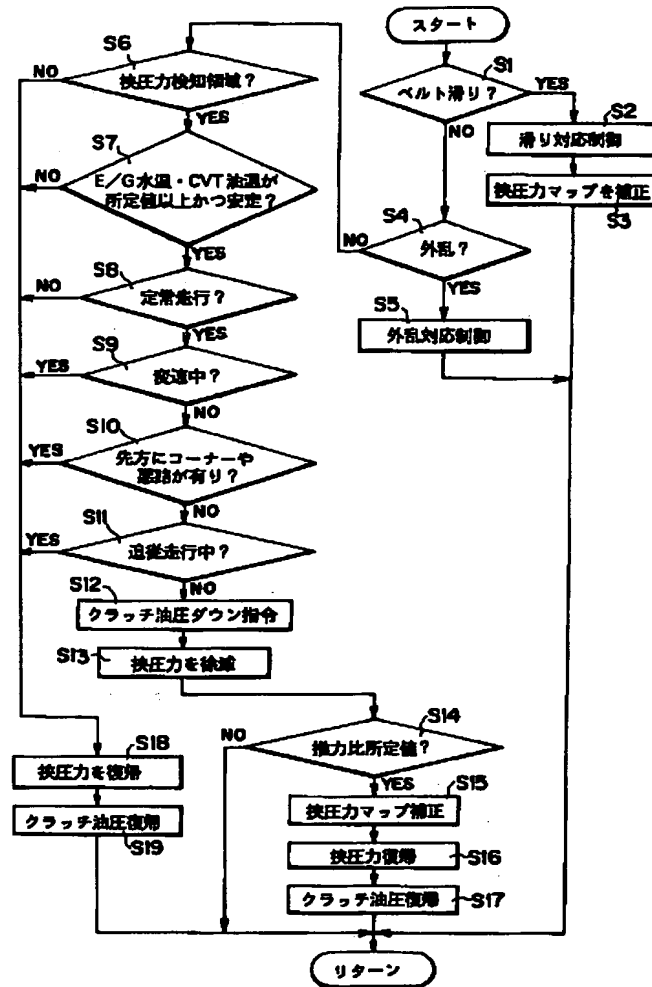 スタート
S1
ベルト滑り?
YES
NO
S2
滑り対応制御
挟圧力マップを補正
S3
S4
外乱?
NO
YES
S5
外乱対応制御
S6
挟圧力検知領域?
NO
YES
S7
E/G水温・CVT油温が
所定値以上かつ安定?
NO
YES
S8
定常走行?
NO
YES
S9
変速中?
YES
NO
S10
先方にコーナーや
悪路が有り?
YES
NO
S11
追従走行中?
YES
NO
S12
クラッチ油圧ダウン指令
S13
挟圧力を徐減
S14
推力比所定値?
NO
YES
S15
挟圧力マップ補正
挟圧力復帰
S16
クラッチ油圧復帰
S17
S18
挟圧力を復帰
クラッチ油圧復帰
S19
リターン